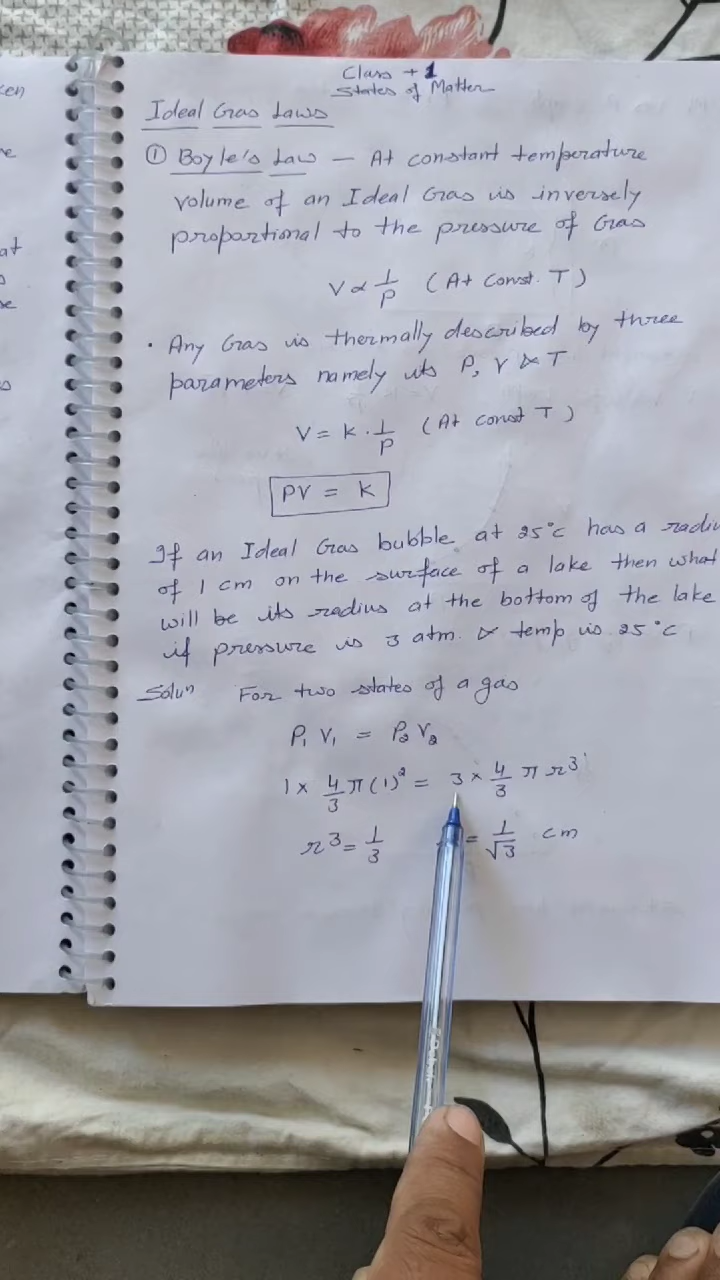 ken
e
at
se
Class + 1
States of Matter
Ideal Gas Laws
① Boyle's Law — At constant temperature
volume of an Ideal Gas is inversely
proportional to the pressure of Gas
V ∝ 1/P (At Const. T)
• Any Gas is thermally described by three
parameters namely its P, V & T
V = K . 1/P (At Const T)
PV = K
If an Ideal Gas bubble at 25°c has a radiu
of 1 cm on the surface of a lake then what
will be its radius at the bottom of the lake
if pressure is 3 atm. & temp is 25°c
Solun For two states of a gas
P₁ V₁ = P₂ V₂
1 × 4/3 π (1)² = 3 × 4/3 π r³
r³ = 1/3 = 1/√3 cm